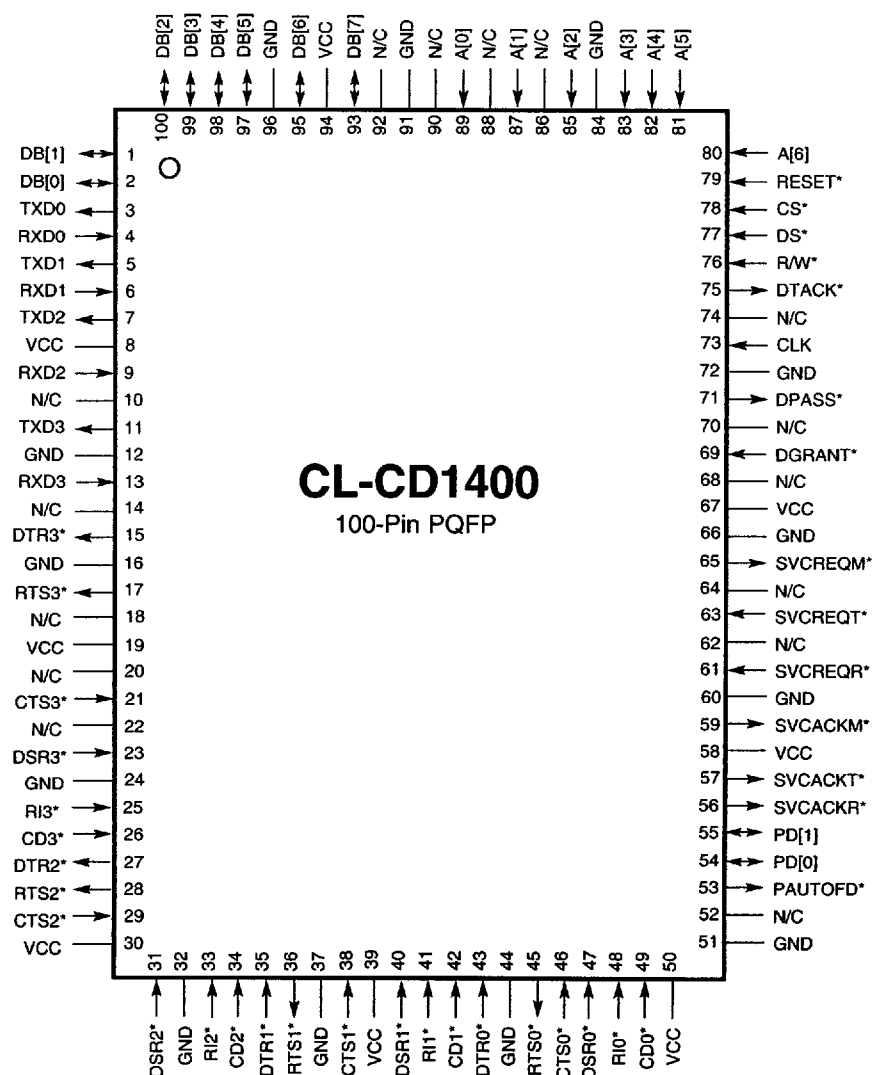 DB[2] DB[3] DB[4] DB[5] GND DB[6] VCC DB[7] N/C GND N/C A[0] N/C A[1] N/C A[2] GND A[3] A[4] A[5]
100 99 98 97 96 95 94 93 92 91 90 89 88 87 86 85 84 83 82 81
DB[1] 1
DB[0] 2
TXD0 3
RXD0 4
TXD1 5
RXD1 6
TXD2 7
VCC 8
RXD2 9
N/C 10
TXD3 11
GND 12
RXD3 13
N/C 14
DTR3* 15
GND 16
RTS3* 17
N/C 18
VCC 19
N/C 20
CTS3* 21
N/C 22
DSR3* 23
GND 24
RI3* 25
CD3* 26
DTR2* 27
RTS2* 28
CTS2* 29
VCC 30
CL-CD1400
100-Pin PQFP
80 A[6]
79 RESET*
78 CS*
77 DS*
76 R/W*
75 DTACK*
74 N/C
73 CLK
72 GND
71 DPASS*
70 N/C
69 DGRANT*
68 N/C
67 VCC
66 GND
65 SVCREQM*
64 N/C
63 SVCREQT*
62 N/C
61 SVCREQR*
60 GND
59 SVCACKM*
58 VCC
57 SVCACKT*
56 SVCACKR*
55 PD[1]
54 PD[0]
53 PAUTOFD*
52 N/C
51 GND
31 32 33 34 35 36 37 38 39 40 41 42 43 44 45 46 47 48 49 50
DSR2* GND RI2* CD2* DTR1* RTS1* GND CTS1* VCC DSR1* RI1* CD1* DTR0* GND RTS0* CTS0* DSR0* RI0* CD0* VCC